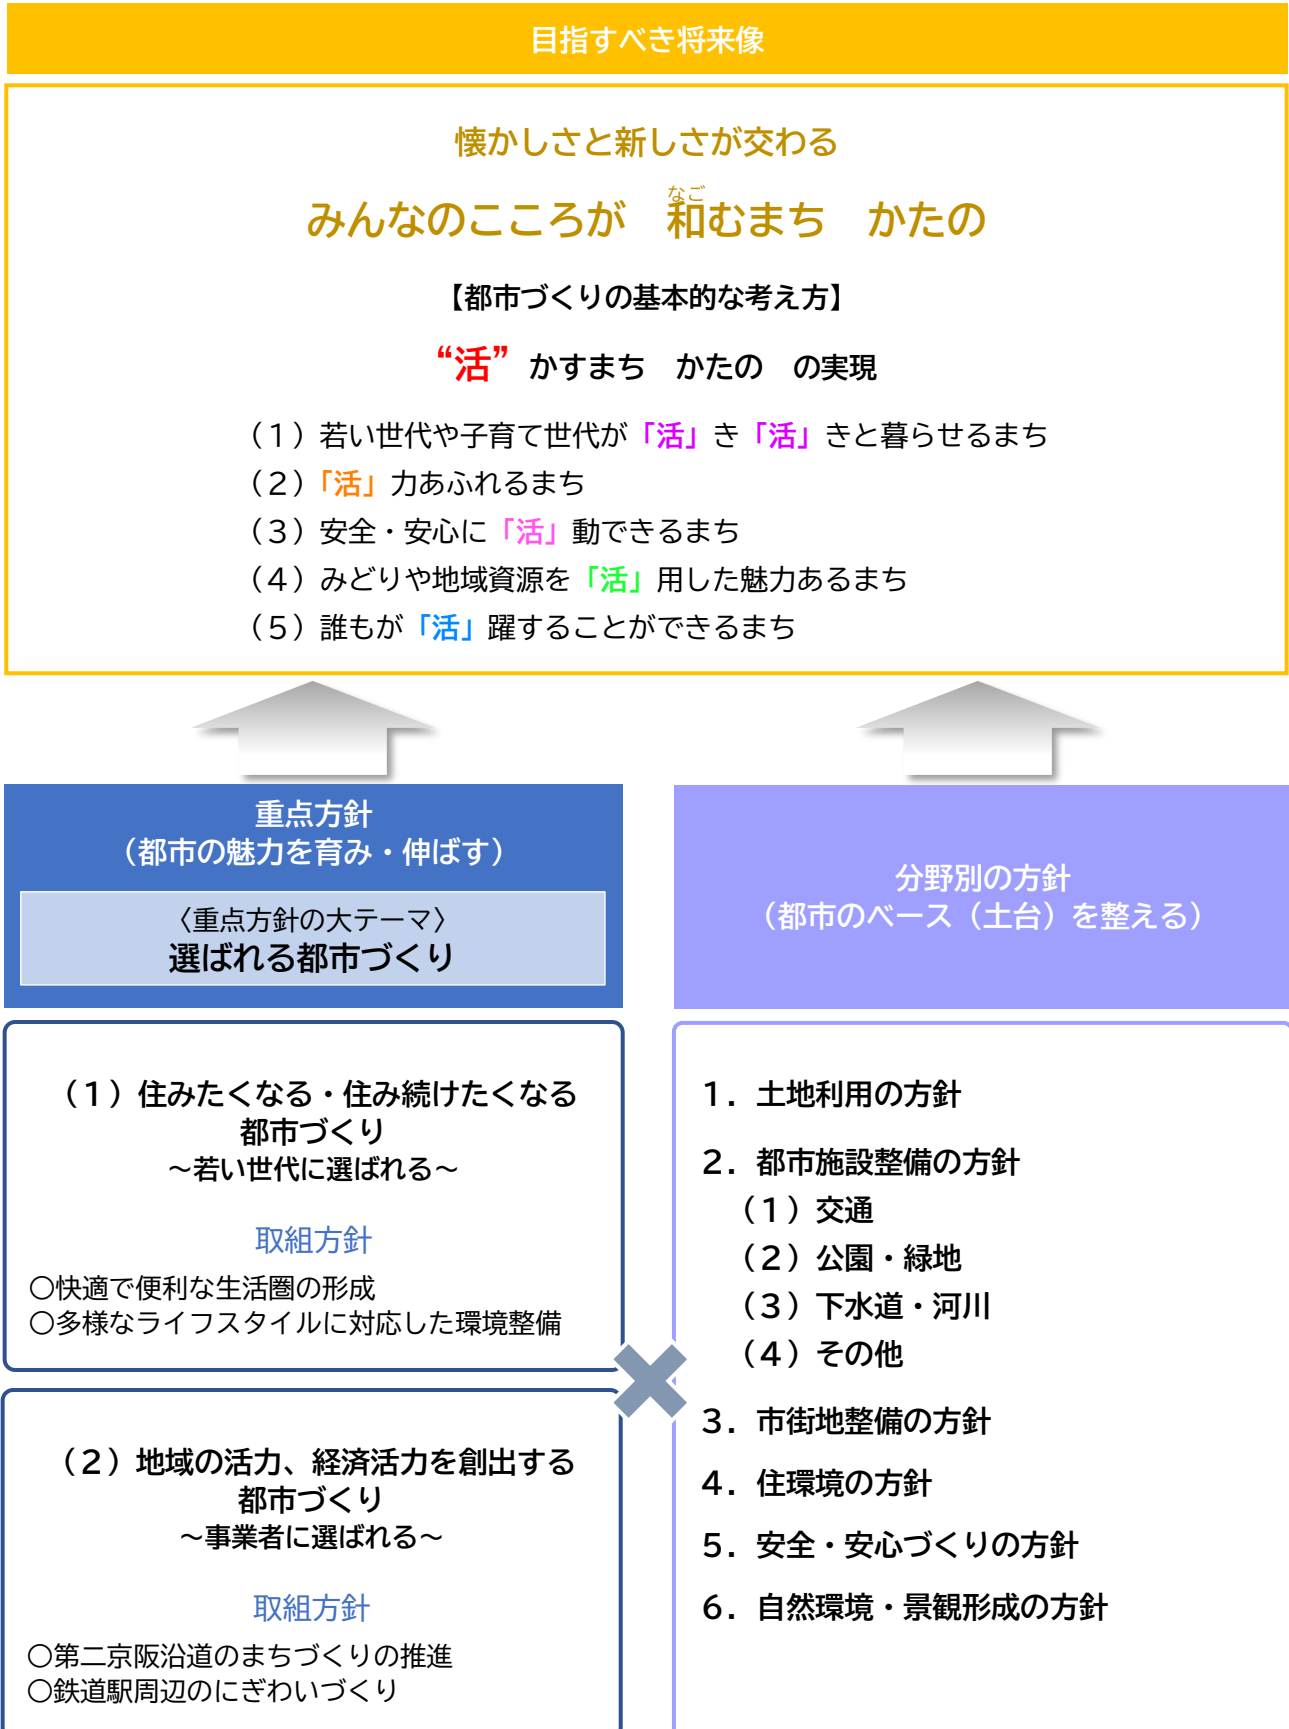 目指すべき将来像
懐かしさと新しさが交わる
なご
みんなのこころが　和むまち　かたの
【都市づくりの基本的な考え方】
“活”かすまち　かたの　の実現
（１）若い世代や子育て世代が「活」き「活」きと暮らせるまち
（２）「活」力あふれるまち
（３）安全・安心に「活」動できるまち
（４）みどりや地域資源を「活」用した魅力あるまち
（５）誰もが「活」躍することができるまち
重点方針
（都市の魅力を育み・伸ばす）
〈重点方針の大テーマ〉
選ばれる都市づくり
（１）住みたくなる・住み続けたくなる
都市づくり
～若い世代に選ばれる～
取組方針
○快適で便利な生活圏の形成
○多様なライフスタイルに対応した環境整備
（２）地域の活力、経済活力を創出する
都市づくり
～事業者に選ばれる～
取組方針
○第二京阪沿道のまちづくりの推進
○鉄道駅周辺のにぎわいづくり
分野別の方針
（都市のベース（土台）を整える）
１．土地利用の方針
２．都市施設整備の方針
（１）交通
（２）公園・緑地
（３）下水道・河川
（４）その他
３．市街地整備の方針
４．住環境の方針
５．安全・安心づくりの方針
６．自然環境・景観形成の方針